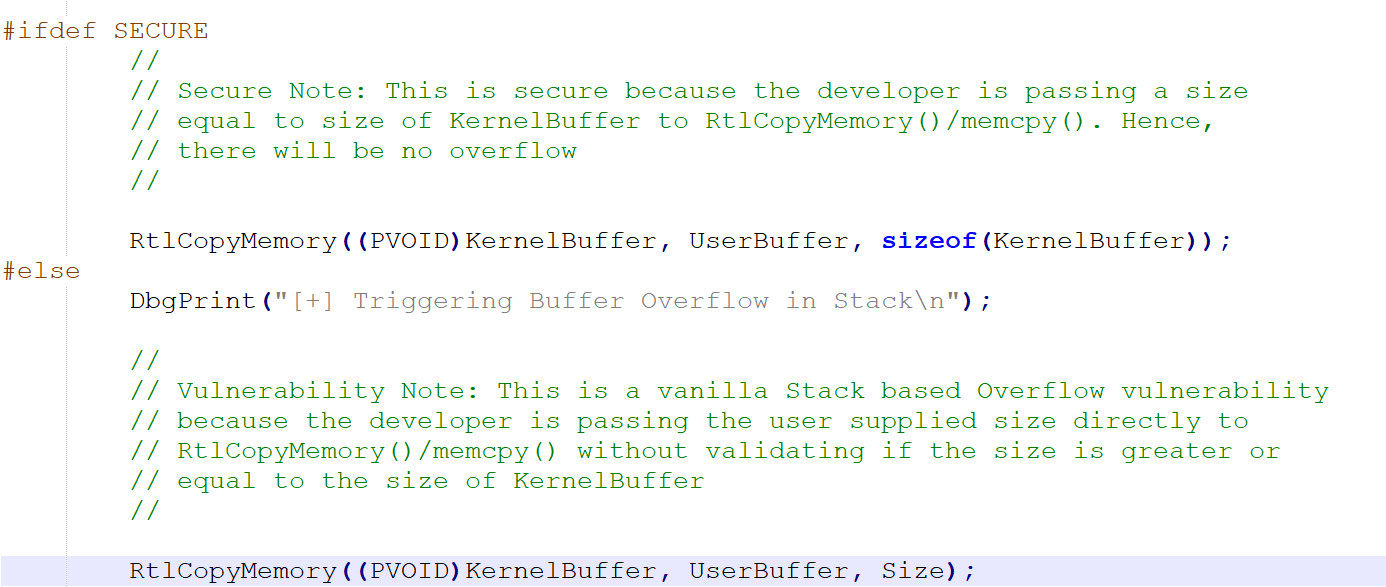 #ifdef SECURE
//
// Secure Note: This is secure because the developer is passing a size
// equal to size of KernelBuffer to RtlCopyMemory()/memcpy(). Hence,
// there will be no overflow
//
RtlCopyMemory((PVOID)KernelBuffer, UserBuffer, sizeof(KernelBuffer));
#else
DbgPrint("[+] Triggering Buffer Overflow in Stack\n");
//
// Vulnerability Note: This is a vanilla Stack based Overflow vulnerability
// because the developer is passing the user supplied size directly to
// RtlCopyMemory()/memcpy() without validating if the size is greater or
// equal to the size of KernelBuffer
//
RtlCopyMemory((PVOID)KernelBuffer, UserBuffer, Size);